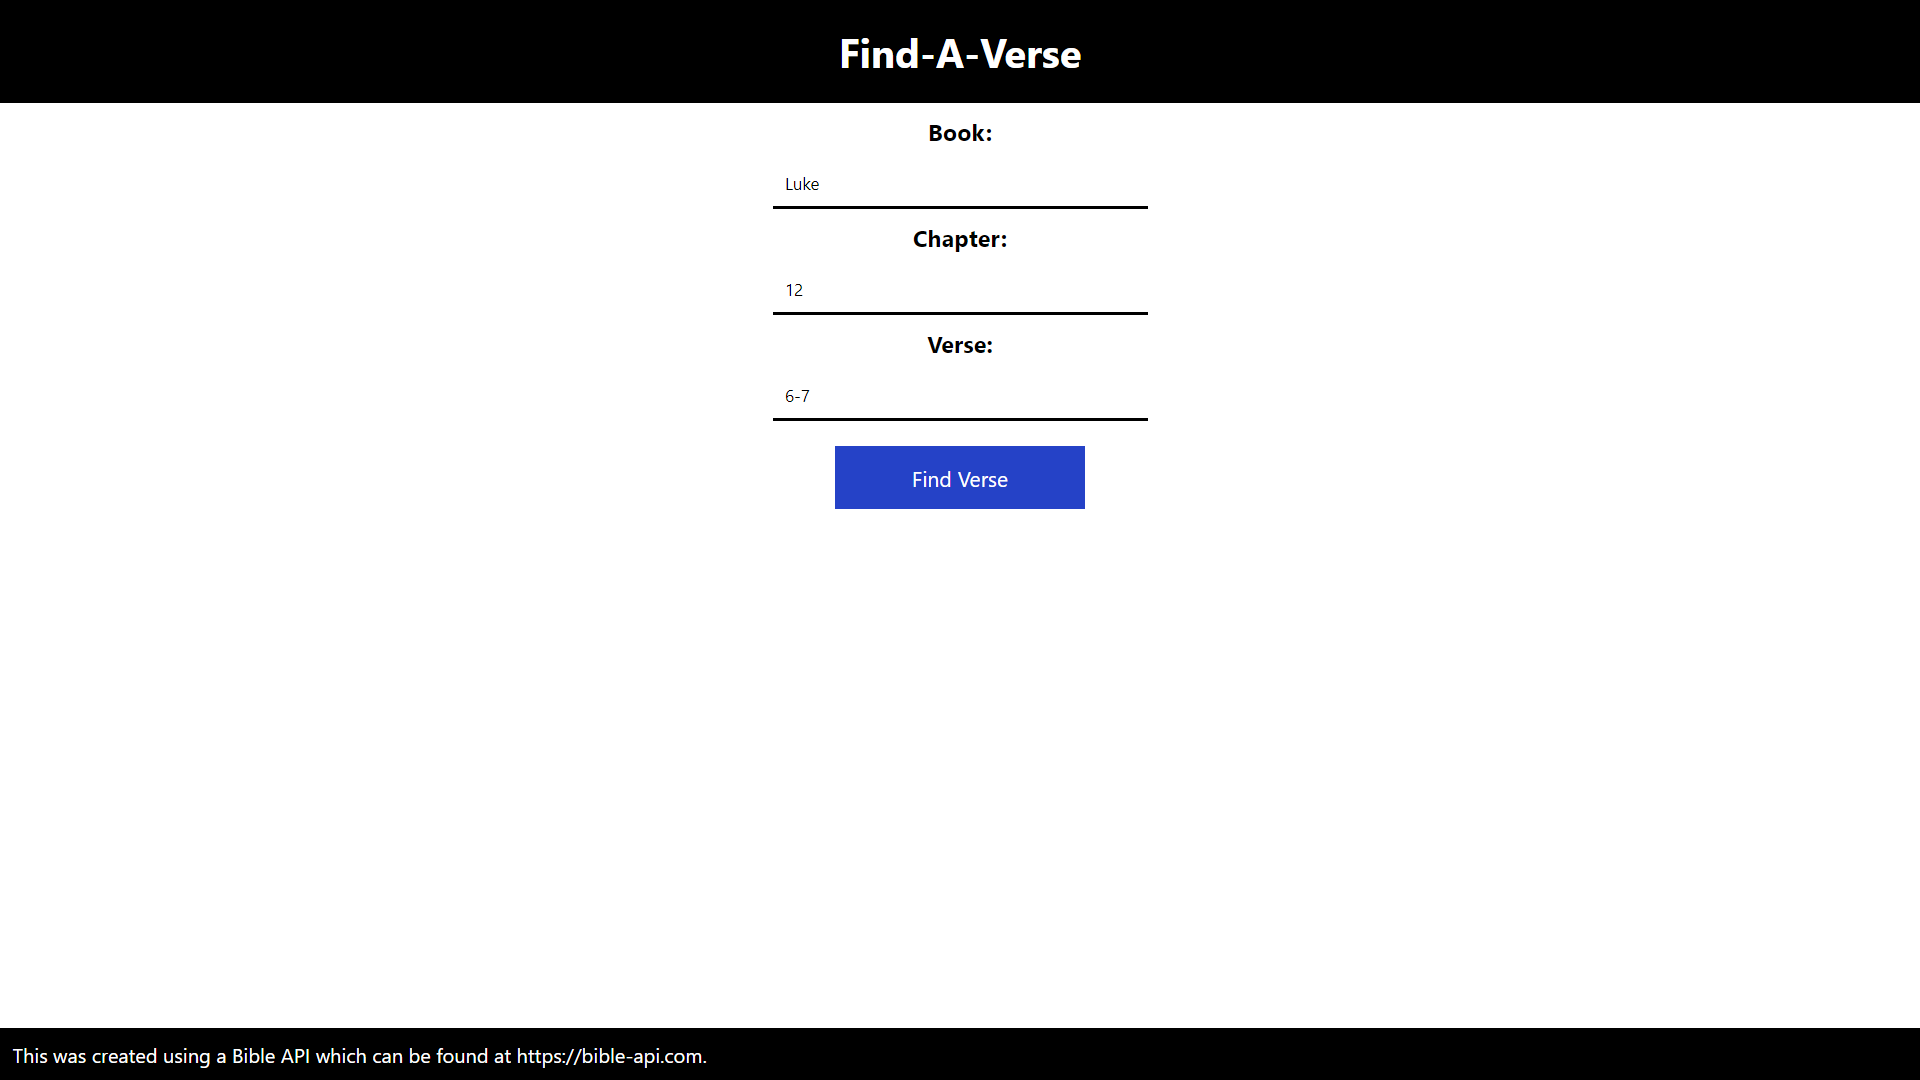 Find-A-Verse
Book:
Luke
Chapter:
12
Verse:
6-7
Find Verse
This was created using a Bible API which can be found at https://bible-api.com.